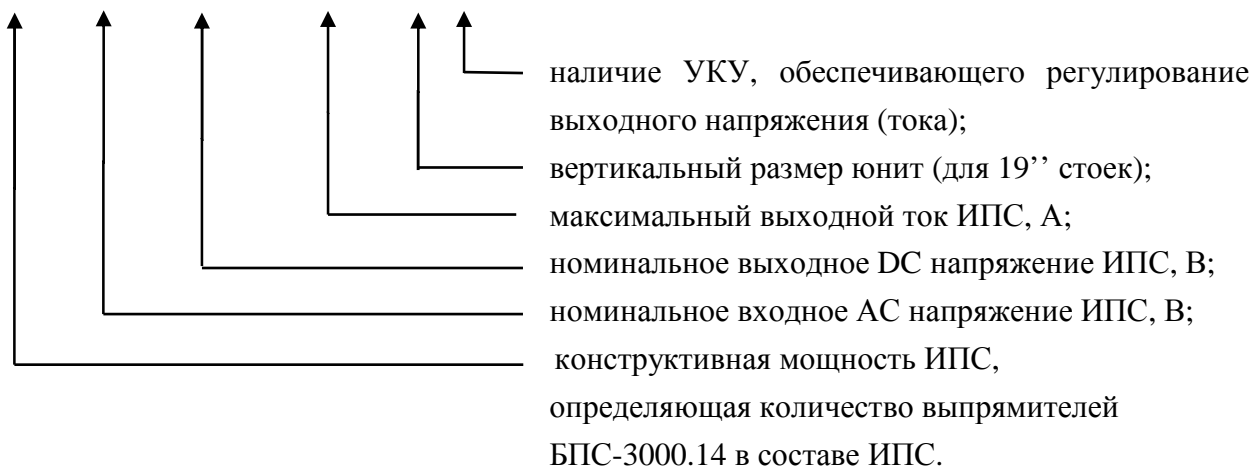 наличие УКУ, обеспечивающего регулирование
выходного напряжения (тока);
вертикальный размер юнит (для 19’’ стоек);
максимальный выходной ток ИПС, А;
номинальное выходное DC напряжение ИПС, В;
номинальное входное AC напряжение ИПС, В;
конструктивная мощность ИПС,
определяющая количество выпрямителей
БПС-3000.14 в составе ИПС.